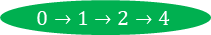 0 → 1 → 2 → 4